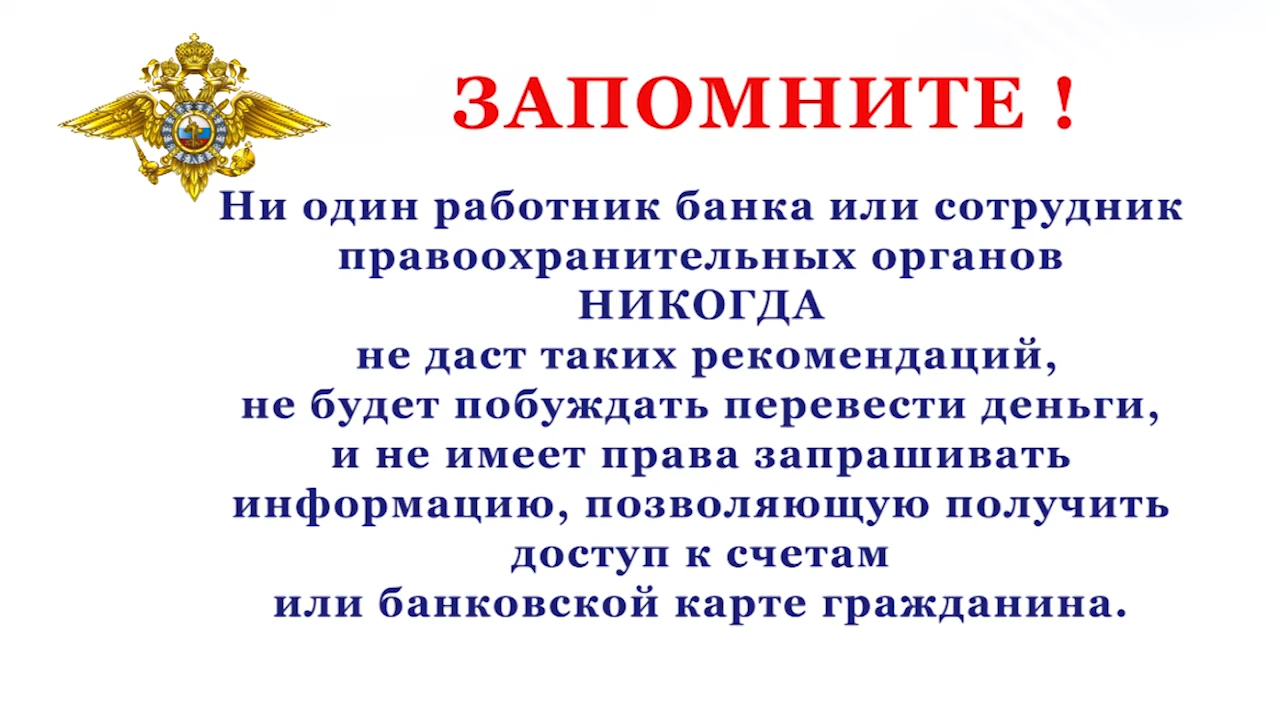 ЗАПОМНИТЕ !
Ни один работник банка или сотрудник
правоохранительных органов
НИКОГДА
не даст таких рекомендаций,
не будет побуждать перевести деньги,
и не имеет права запрашивать
информацию, позволяющую получить
доступ к счетам
или банковской карте гражданина.